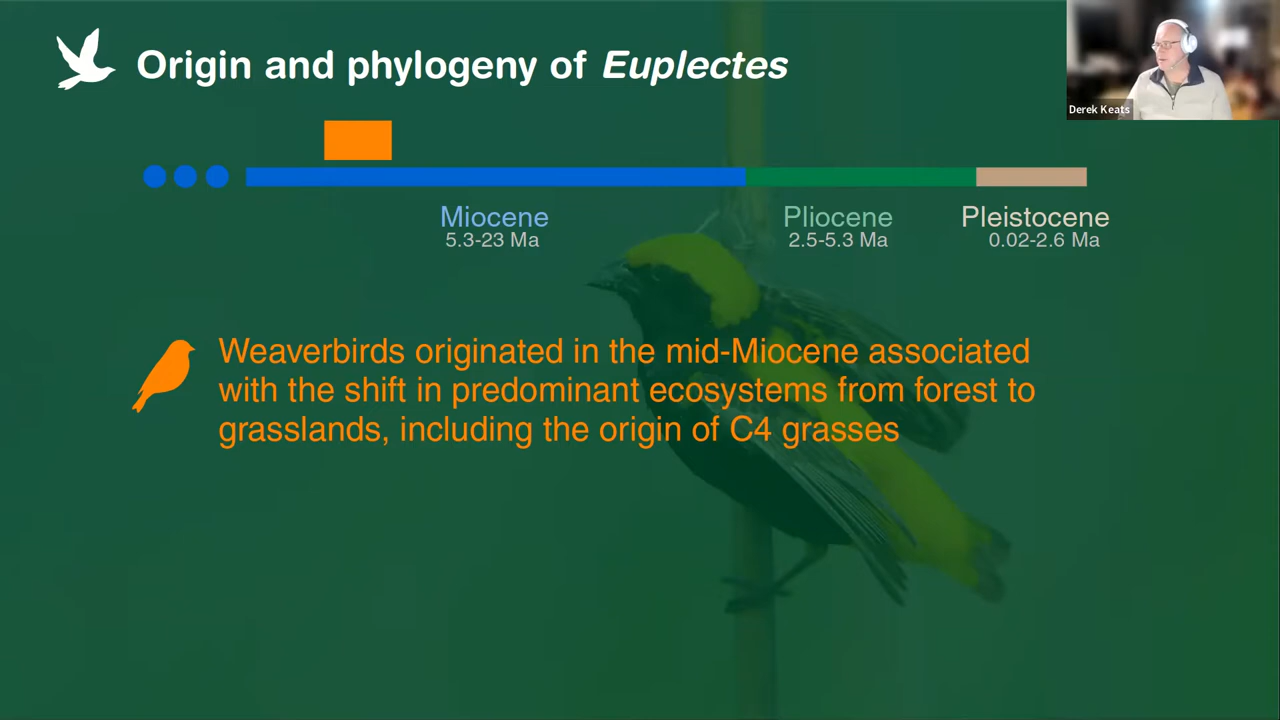 Origin and phylogeny of Euplectes
Derek Keats
Miocene
5.3-23 Ma
Pliocene
2.5-5.3 Ma
Pleistocene
0.02-2.6 Ma
Weaverbirds originated in the mid-Miocene associated
with the shift in predominant ecosystems from forest to
grasslands, including the origin of C4 grasses